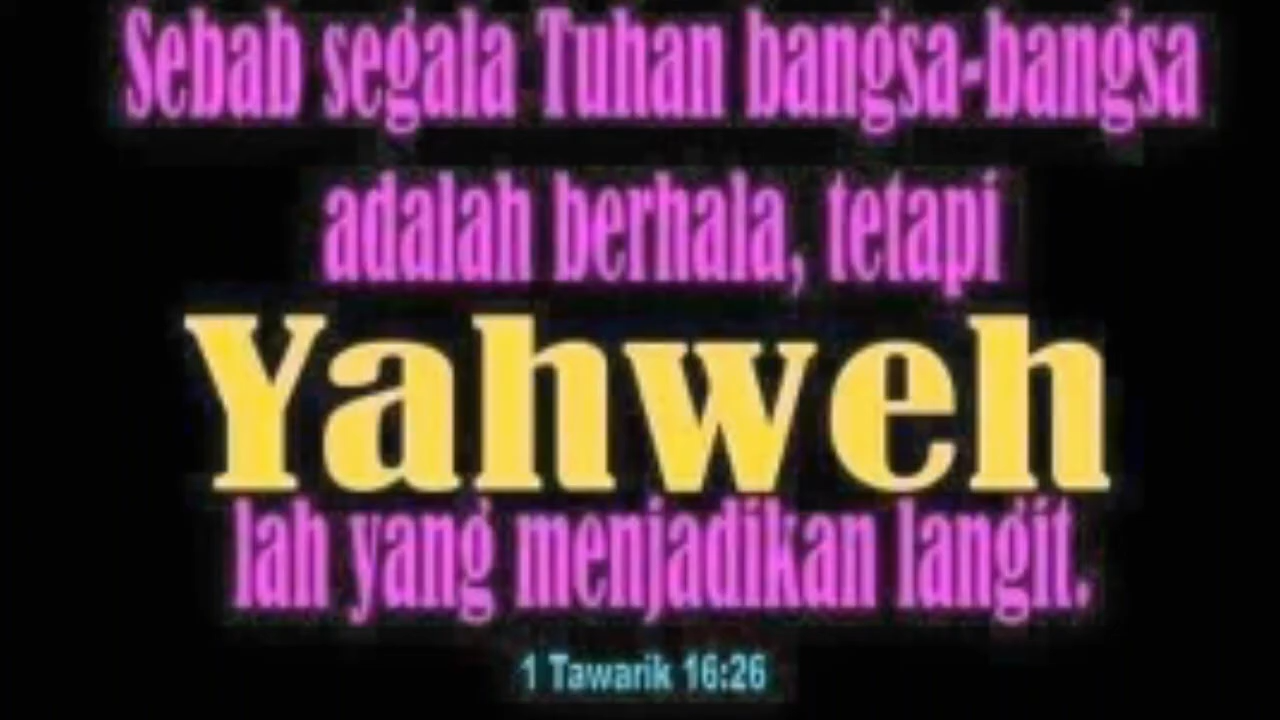 Sebab segala Tuhan bangsa-bangsa
adalah berhala, tetapi
Yahweh
lah yang menjadikan langit.
1 Tawarik 16:26